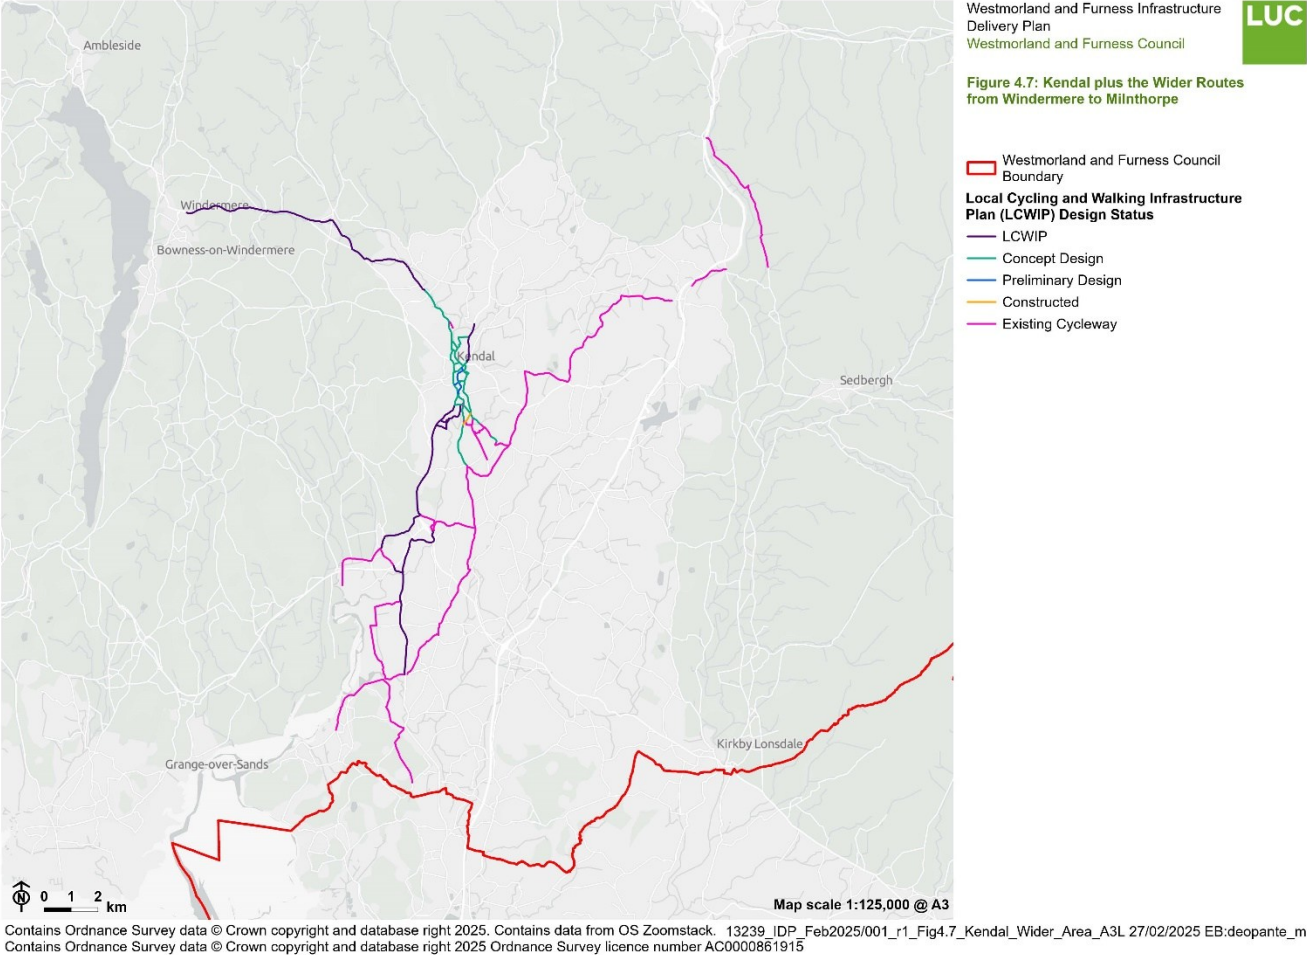 Westmorland and Furness Infrastructure
Delivery Plan
Westmorland and Furness Council
LUC
Figure 4.7: Kendal plus the Wider Routes
from Windermere to Milnthorpe
Westmorland and Furness Council
Boundary
Local Cycling and Walking Infrastructure
Plan (LCWIP) Design Status
LCWIP
Concept Design
Preliminary Design
Constructed
Existing Cycleway
Ambleside
Windermere
Bowness-on-Windermere
Kendal
Sedbergh
Kirkby Lonsdale
Grange-over-Sands
N
0 1 2
km
Map scale 1:125,000 @ A3
Contains Ordnance Survey data © Crown copyright and database right 2025. Contains data from OS Zoomstack. 13239_IDP_Feb2025/001_r1_Fig4.7_Kendal_Wider_Area_A3L 27/02/2025 EB:deopante_m
Contains Ordnance Survey data © Crown copyright and database right 2025 Ordnance Survey licence number AC0000861915